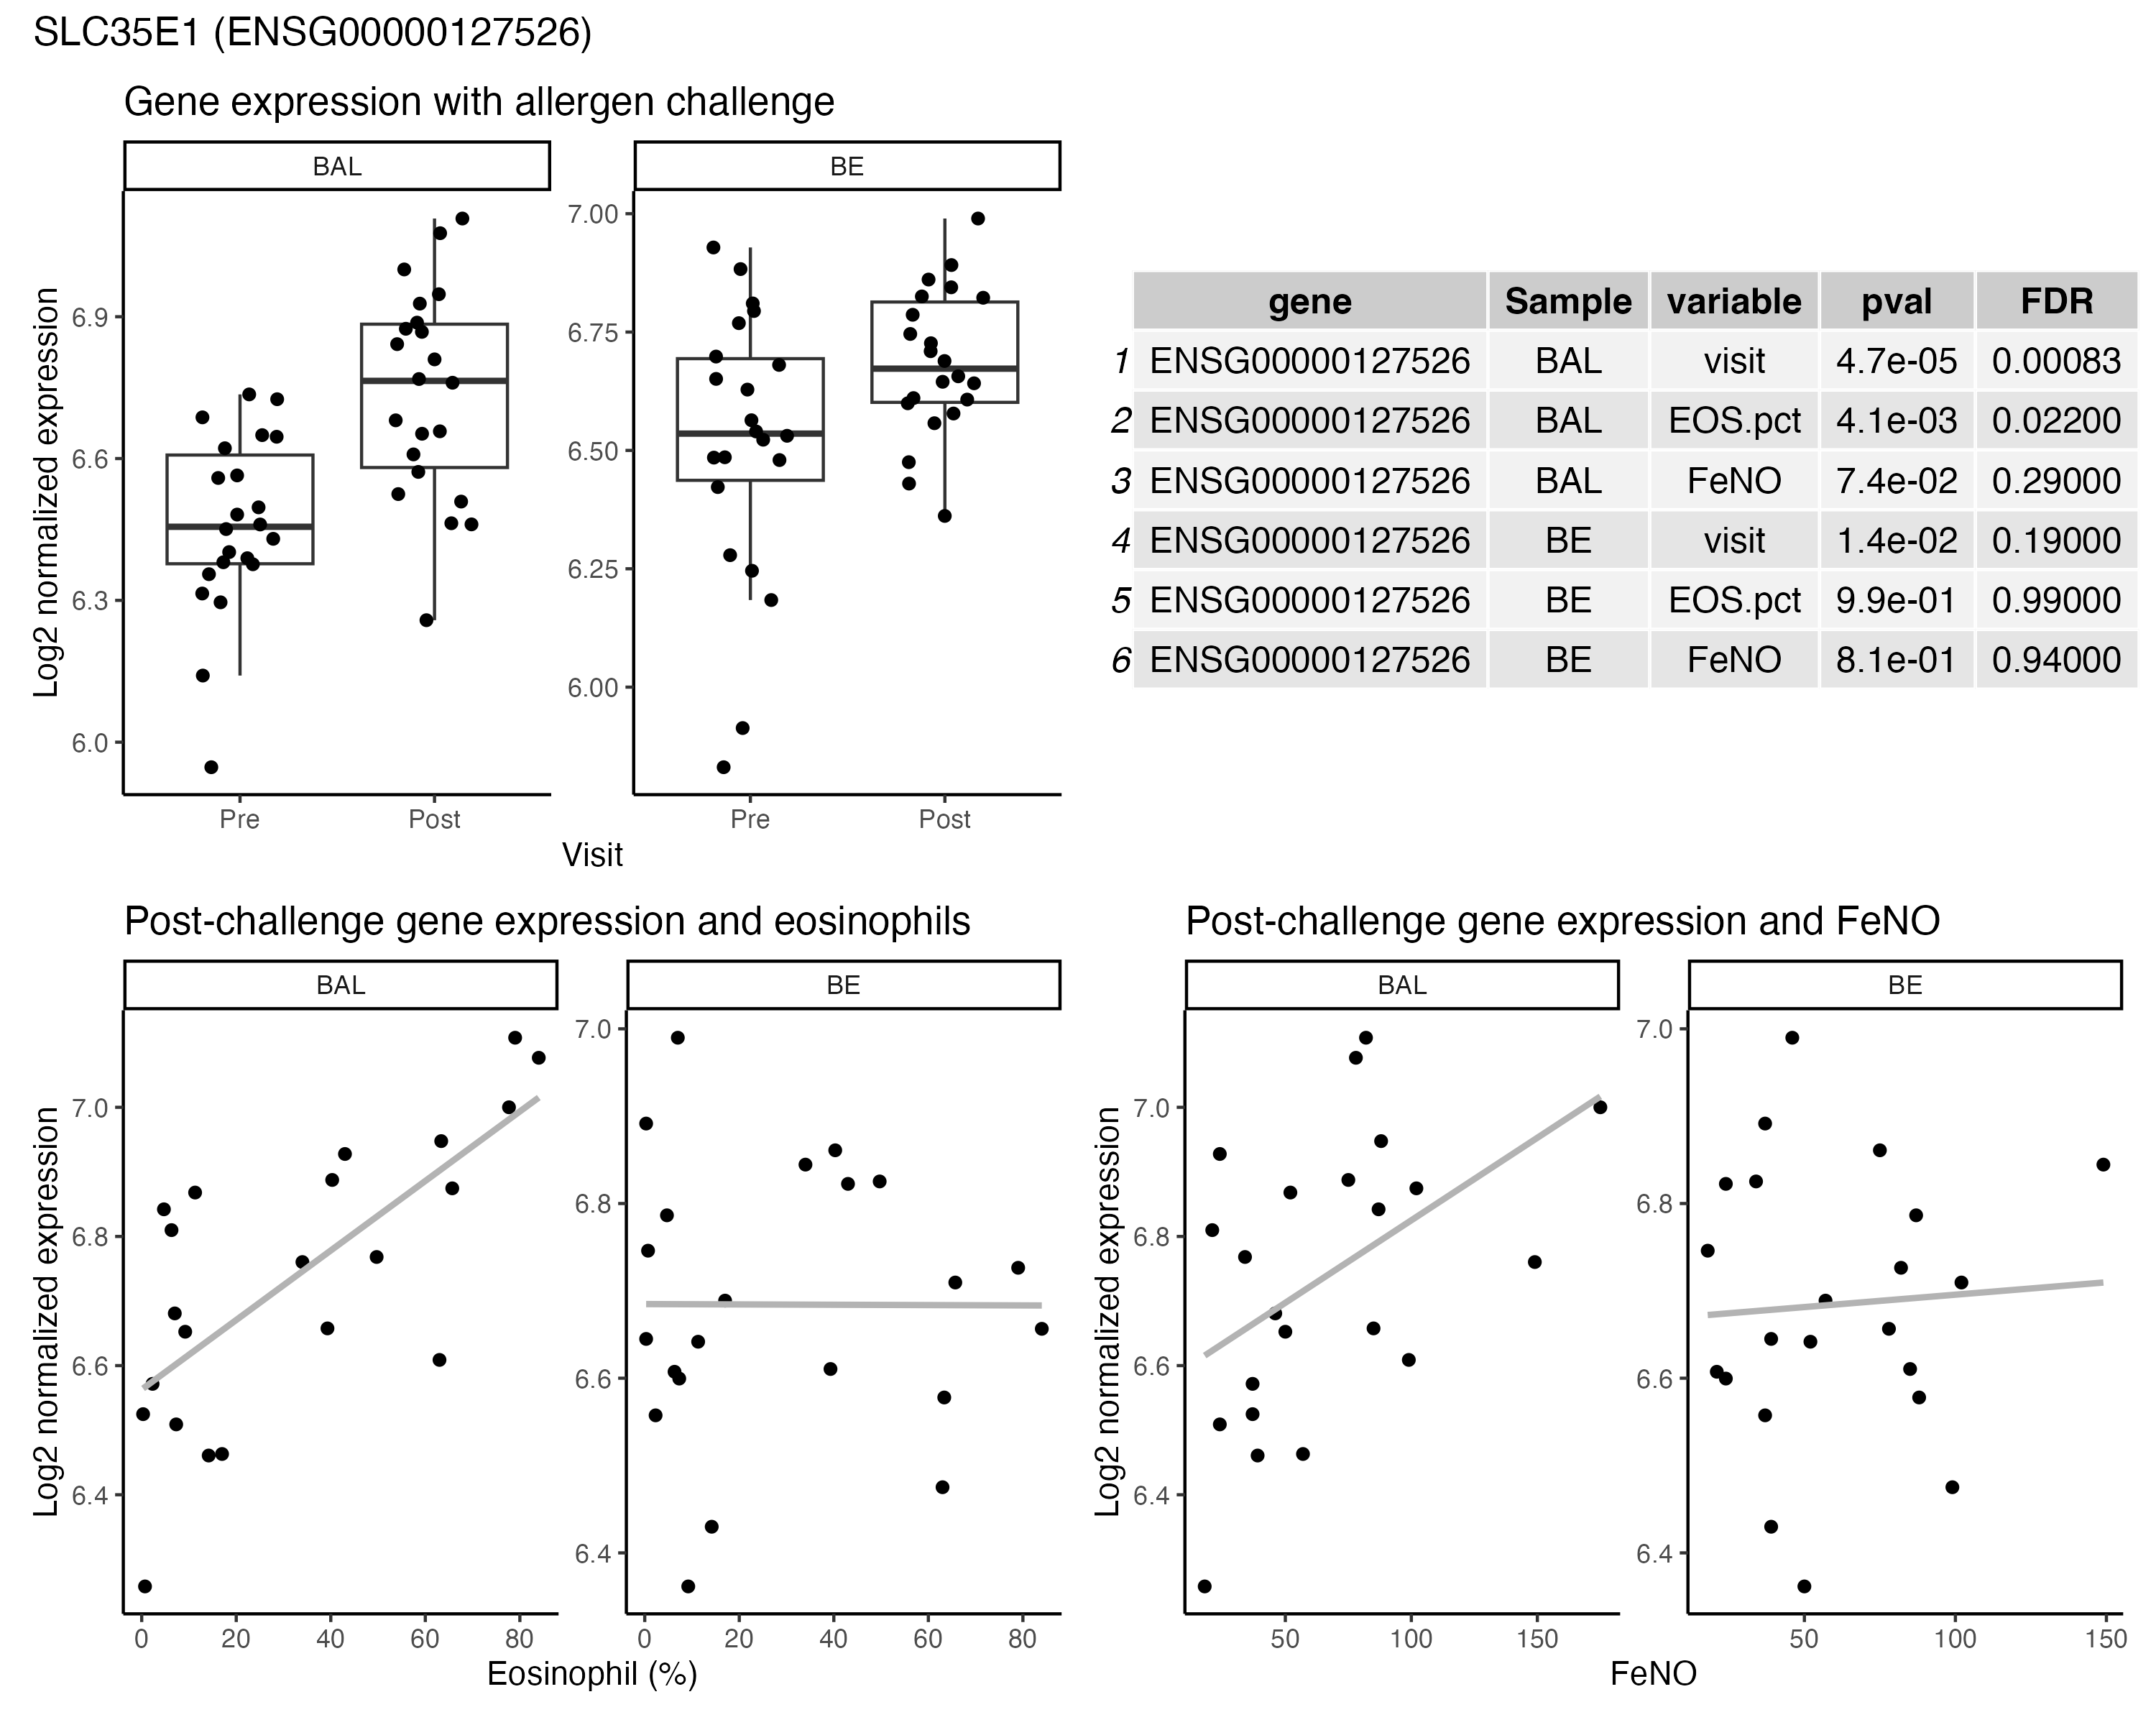 SLC35E1 (ENSG00000127526)
Gene expression with allergen challenge
BAL
BE
Log2 normalized expression
6.9
6.6
6.3
6.0
7.00
6.75
6.50
6.25
6.00
Pre
Post
Pre
Post
Visit
gene Sample variable pval FDR
1 ENSG00000127526 BAL visit 4.7e-05 0.00083
2 ENSG00000127526 BAL EOS.pct 4.1e-03 0.02200
3 ENSG00000127526 BAL FeNO 7.4e-02 0.29000
4 ENSG00000127526 BE visit 1.4e-02 0.19000
5 ENSG00000127526 BE EOS.pct 9.9e-01 0.99000
6 ENSG00000127526 BE FeNO 8.1e-01 0.94000
Post-challenge gene expression and eosinophils
BAL
BE
Log2 normalized expression
7.0
6.8
6.6
6.4
7.0
6.8
6.6
6.4
0 20 40 60 80
0 20 40 60 80
Eosinophil (%)
Post-challenge gene expression and FeNO
BAL
BE
Log2 normalized expression
7.0
6.8
6.6
6.4
7.0
6.8
6.6
6.4
50 100 150
50 100 150
FeNO